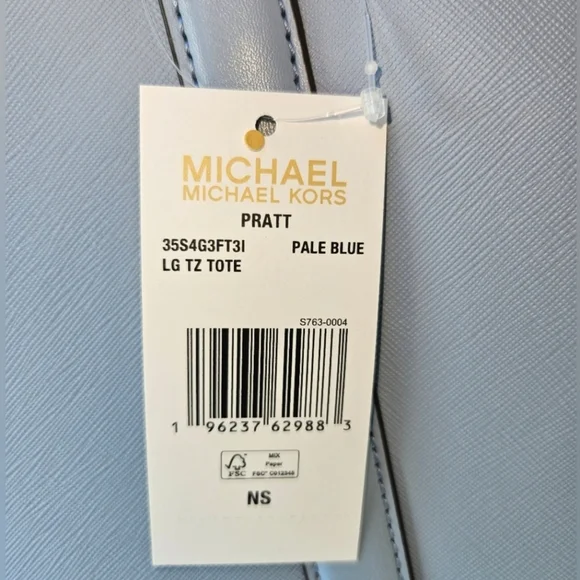 MICHAEL
MICHAEL KORS
PRATT
35S4G3FT3I PALE BLUE
LG TZ TOTE
S763-0004
1 96237 62988 3
FSC
MIX
Paper
NS